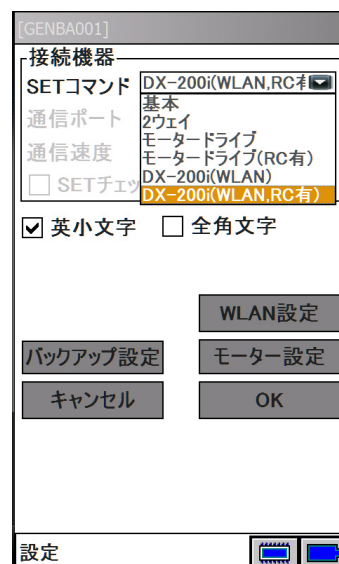 [GENBA001]
接続機器
SETコマンド DX-200i(WLAN,RC有
基本
通信ポート 2ウェイ
モータードライブ
通信速度 モータードライブ(RC有)
DX-200i(WLAN)
SETチェッ DX-200i(WLAN,RC有)
英小文字 全角文字
WLAN設定
バックアップ設定 モーター設定
キャンセル OK
設定